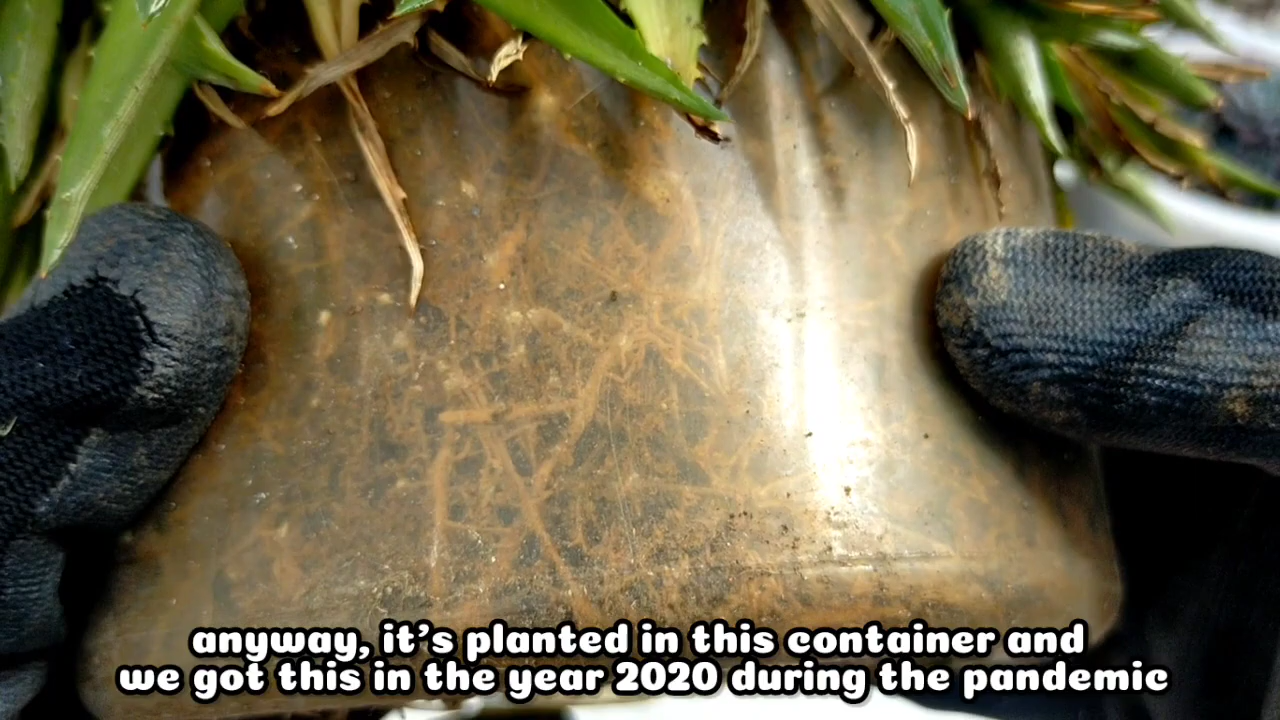 anyway, it's planted in this container and
we got this in the year 2020 during the pandemic